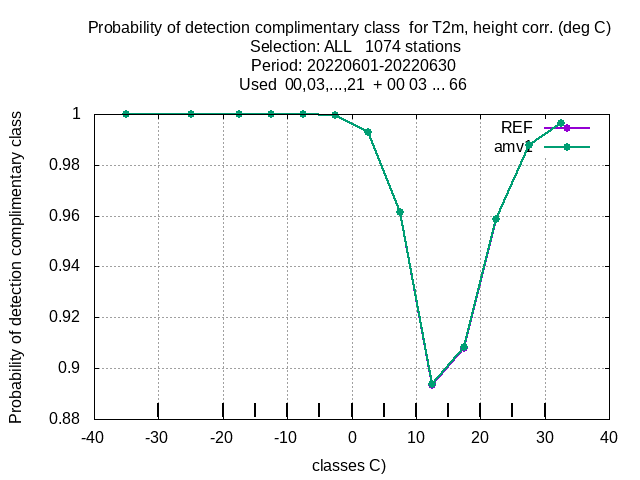 Probability of detection complimentary class  for T2m, height corr. (deg C)
Selection: ALL   1074 stations
Period: 20220601-20220630
Used  00,03,...,21  + 00 03 ... 66
Probability of detection complimentary class
1
0.98
0.96
0.94
0.92
0.9
0.88
REF
amv1
-40 -30 -20 -10 0 10 20 30 40
classes C)